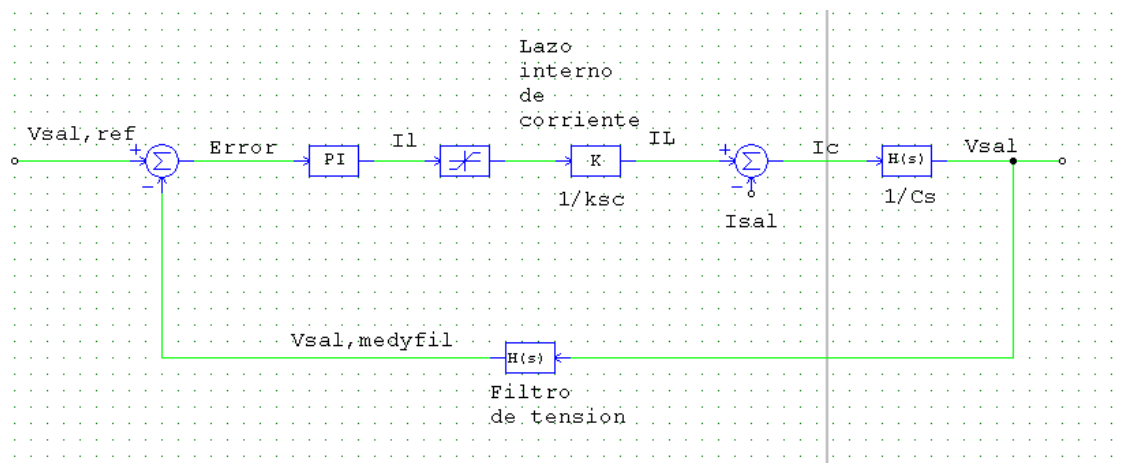 Lazo
interno
de
corriente
Vsal,ref
+
Σ
−
Error
PI
Il
K
1/ksc
IL
+
Σ
−
Isal
Ic
H(s)
1/Cs
Vsal
Vsal,medyfil
H(s)
Filtro
de tension